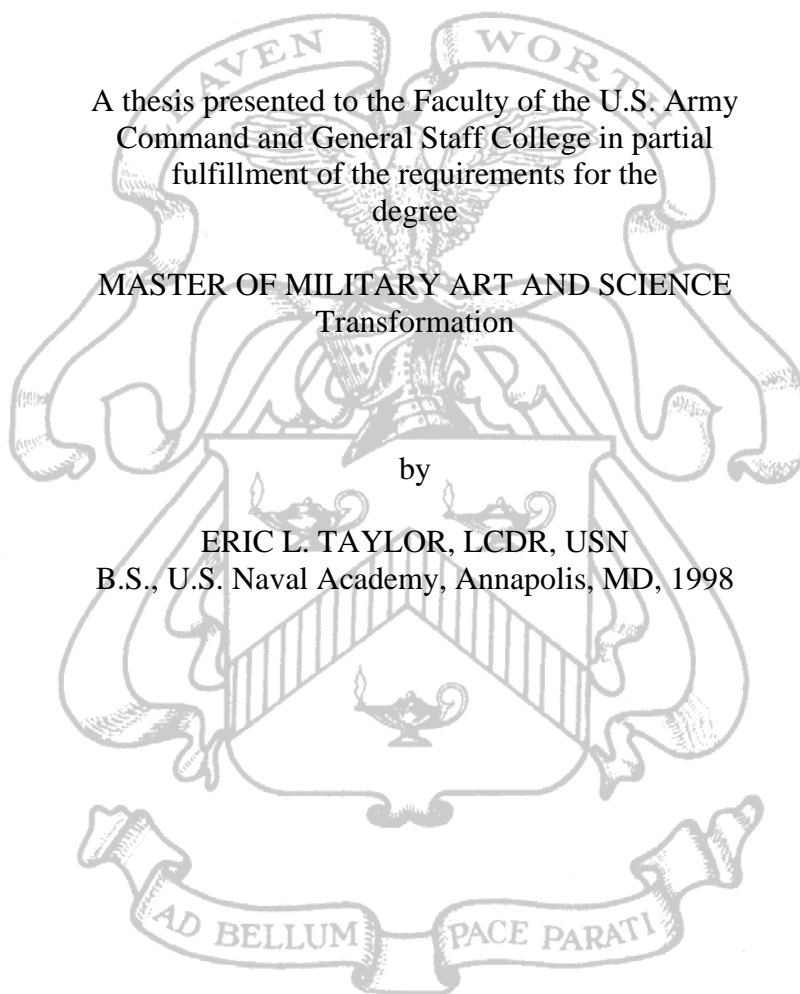 LEAVEN WORTH
A thesis presented to the Faculty of the U.S. Army
Command and General Staff College in partial
fulfillment of the requirements for the
degree
MASTER OF MILITARY ART AND SCIENCE
Transformation
by
ERIC L. TAYLOR, LCDR, USN
B.S., U.S. Naval Academy, Annapolis, MD, 1998
AD BELLUM PACE PARATI